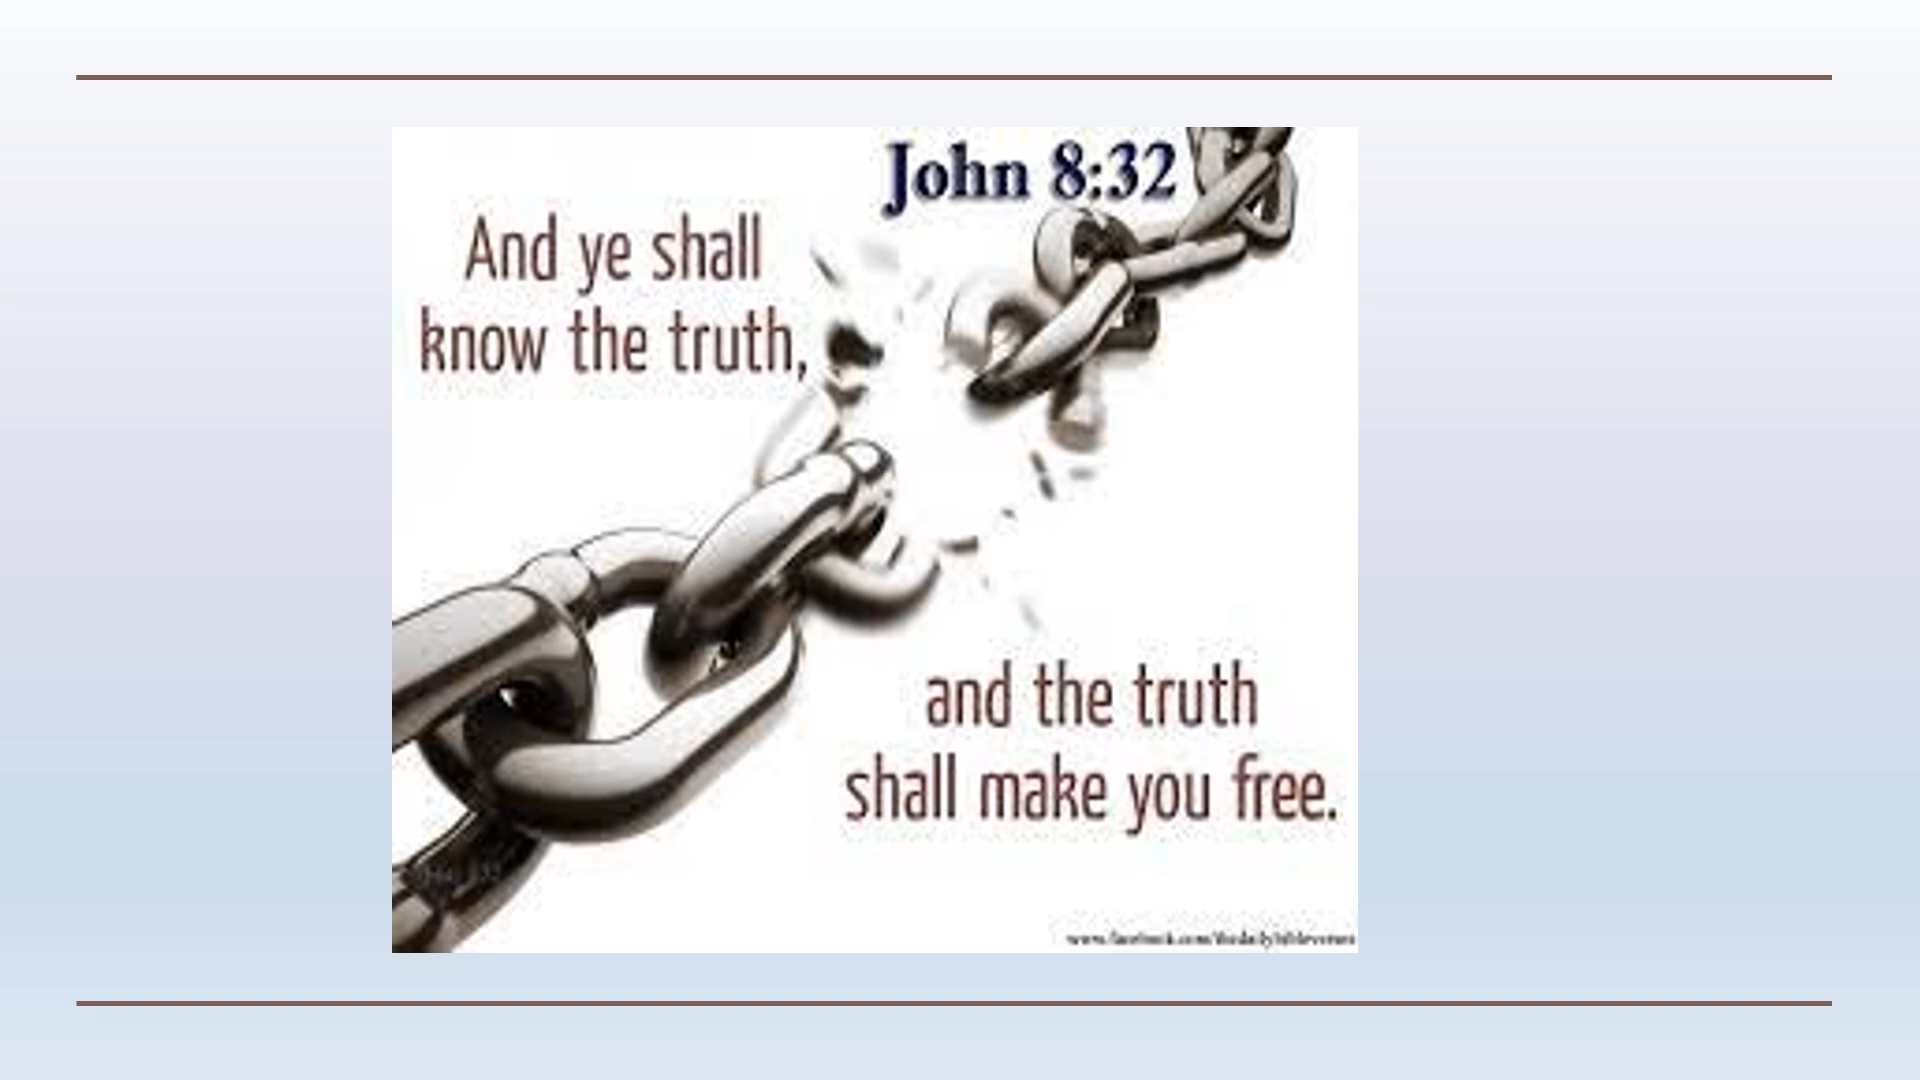 John 8:32
And ye shall
know the truth,
and the truth
shall make you free.